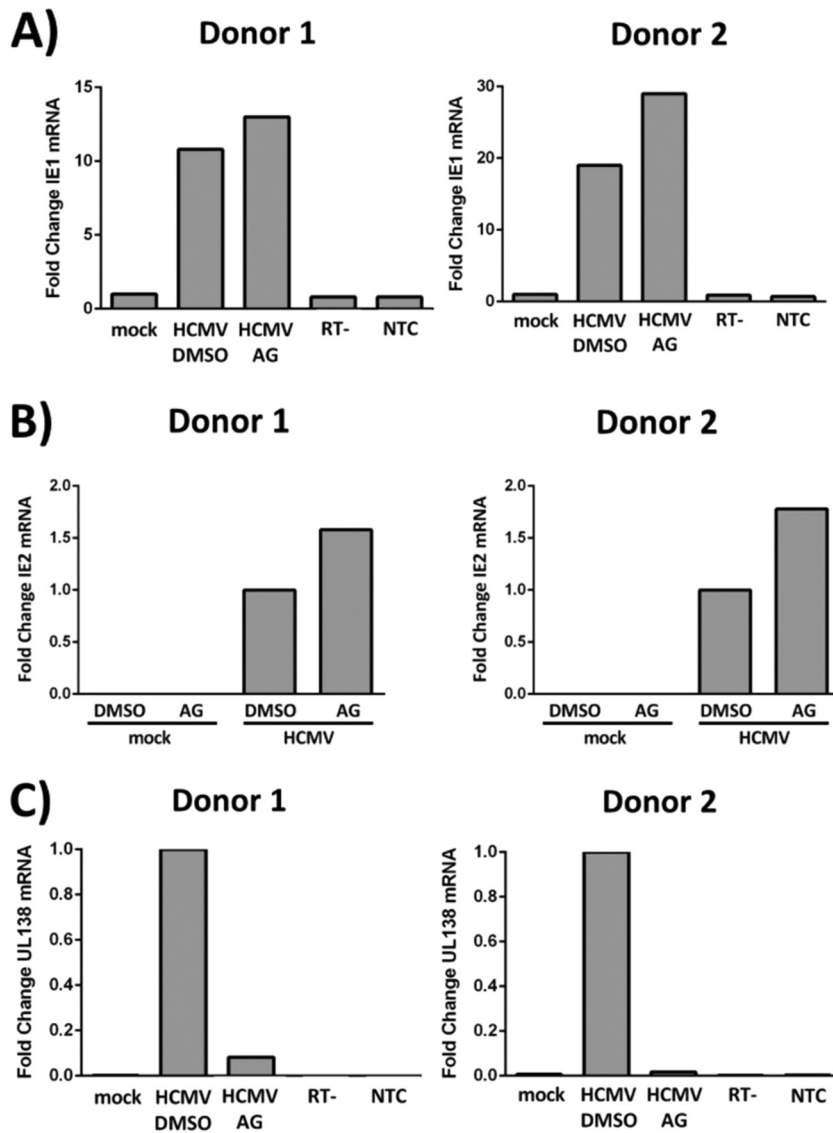 A)
Donor 1
Donor 2
Fold Change IE1 mRNA
15
10
5
0
mock
HCMV DMSO
HCMV AG
RT-
NTC
Fold Change IE1 mRNA
30
20
10
0
mock
HCMV DMSO
HCMV AG
RT-
NTC
B)
Donor 1
Donor 2
Fold Change IE2 mRNA
2.0
1.5
1.0
0.5
0.0
DMSO AG DMSO AG
mock HCMV
Fold Change IE2 mRNA
2.0
1.5
1.0
0.5
0.0
DMSO AG DMSO AG
mock HCMV
C)
Donor 1
Donor 2
Fold Change UL138 mRNA
1.0
0.8
0.6
0.4
0.2
0.0
mock
HCMV DMSO
HCMV AG
RT-
NTC
Fold Change UL138 mRNA
1.0
0.8
0.6
0.4
0.2
0.0
mock
HCMV DMSO
HCMV AG
RT-
NTC